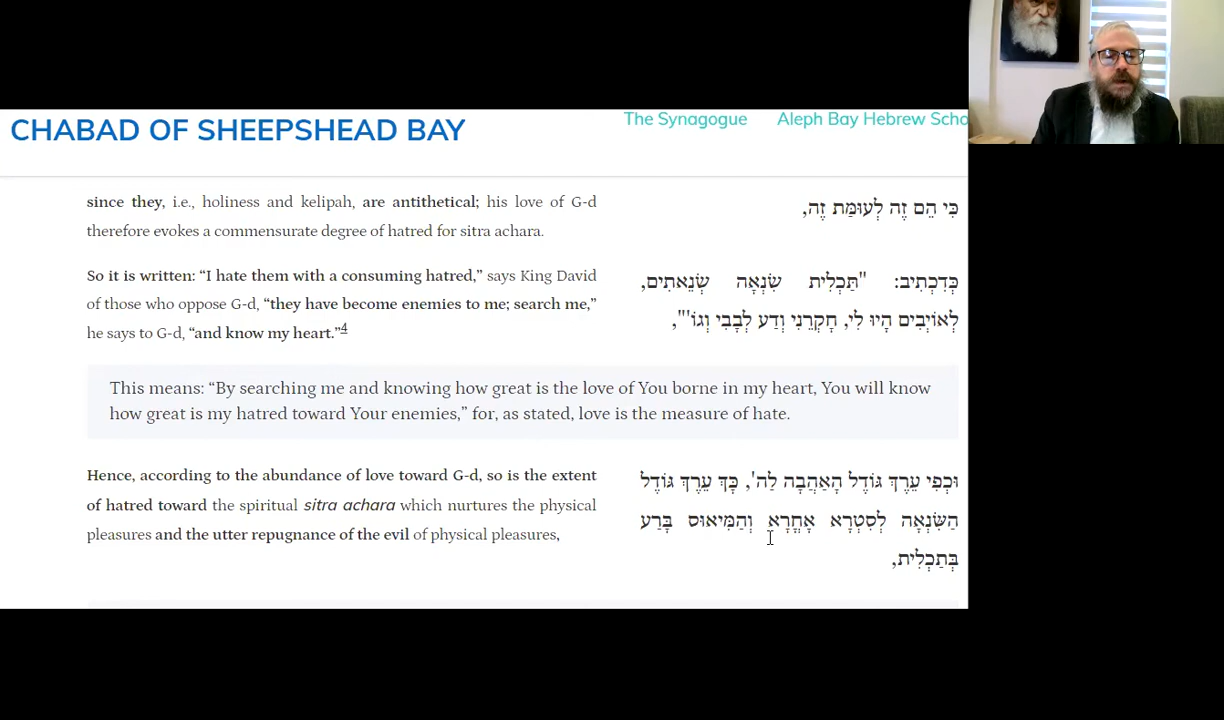 CHABAD OF SHEEPSHEAD BAY
The Synagogue
Aleph Bay Hebrew Scho
since they, i.e., holiness and kelipah, are antithetical; his love of G-d
therefore evokes a commensurate degree of hatred for sitra achara.
כִּי הֵם זֶה לְעוּמַּת זֶה,
So it is written: “I hate them with a consuming hatred,” says King David
of those who oppose G-d, “they have become enemies to me; search me,”
he says to G-d, “and know my heart.”4
כְּדִכְתִיב: "תַּכְלִית שִׂנְאָה שְׂנֵאתִים,
לְאוֹיְבִים הָיוּ לִי, חָקְרֵנִי וְדַע לְבָבִי וְגוֹ'",
This means: “By searching me and knowing how great is the love of You borne in my heart, You will know
how great is my hatred toward Your enemies,” for, as stated, love is the measure of hate.
Hence, according to the abundance of love toward G-d, so is the extent
of hatred toward the spiritual sitra achara which nurtures the physical
pleasures and the utter repugnance of the evil of physical pleasures,
וּכְפִי עֵרֶךְ גּוֹדֶל הָאַהֲבָה לַה', כָּךְ עֵרֶךְ גּוֹדֶל
הַשִּׂנְאָה לְסִטְרָא אָחֳרָא וְהַמִּיאוּס בָּרַע
בְּתַכְלִית,